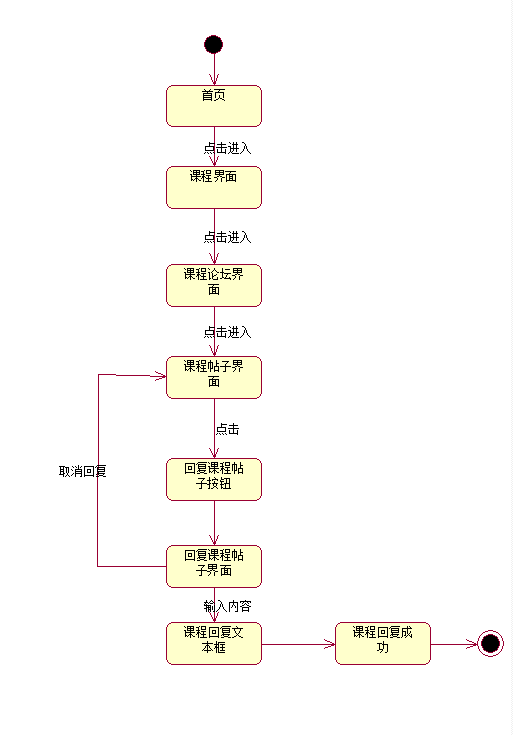 首页
点击进入
课程界面
点击进入
课程论坛界
面
点击进入
课程帖子界
面
点击
回复课程帖
子按钮
取消回复
回复课程帖
子界面
输入内容
课程回复文
本框
课程回复成
功